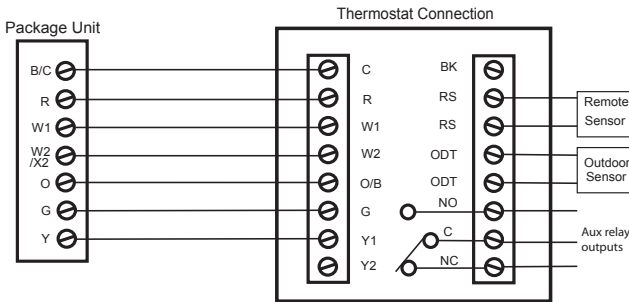 Thermostat Connection
Package Unit
B/C
R
W1
W2
/X2
O
G
Y
C
R
W1
W2
O/B
G
Y1
Y2
BK
RS
RS
ODT
ODT
NO
C
NC
Remote
Sensor
Outdoor
Sensor
Aux relay
outputs